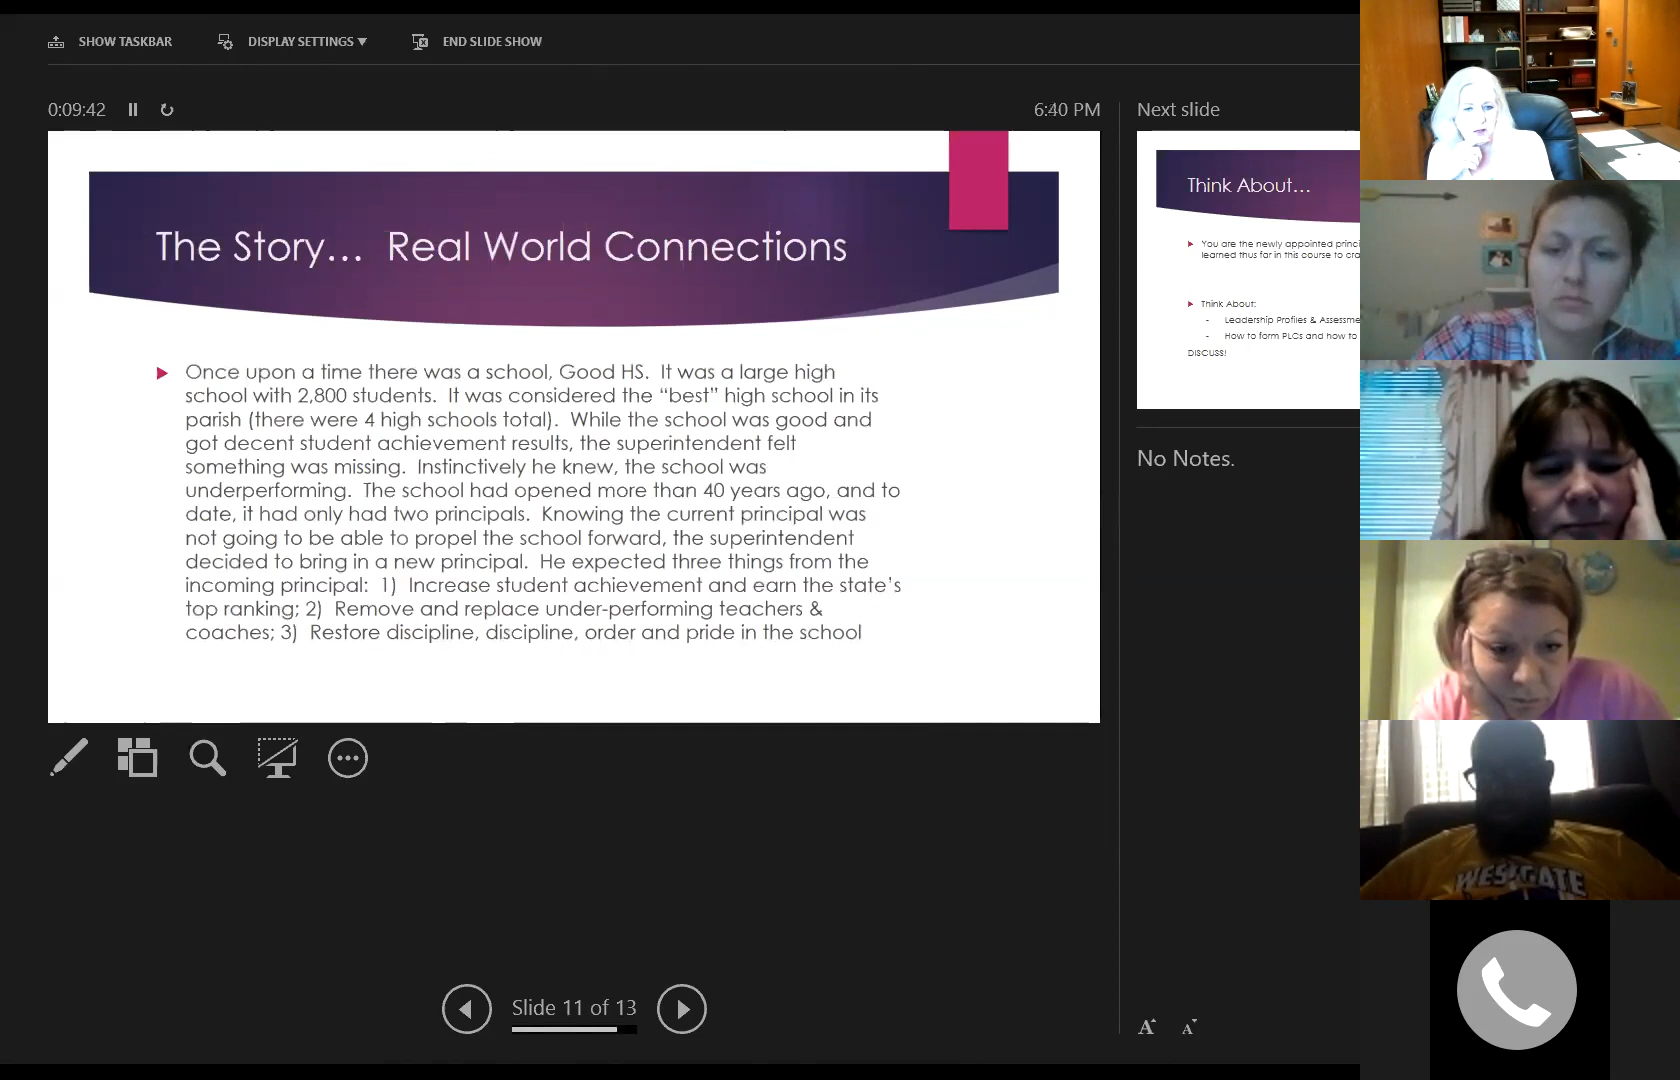 SHOW TASKBAR
DISPLAY SETTINGS
END SLIDE SHOW
0:09:42
6:40 PM
The Story... Real World Connections
Once upon a time there was a school, Good HS. It was a large high
school with 2,800 students. It was considered the “best” high school in its
parish (there were 4 high schools total). While the school was good and
got decent student achievement results, the superintendent felt
something was missing. Instinctively he knew, the school was
underperforming. The school had opened more than 40 years ago, and to
date, it had only had two principals. Knowing the current principal was
not going to be able to propel the school forward, the superintendent
decided to bring in a new principal. He expected three things from the
incoming principal: 1) Increase student achievement and earn the state’s
top ranking; 2) Remove and replace under-performing teachers &
coaches; 3) Restore discipline, discipline, order and pride in the school
Slide 11 of 13
Next slide
Think About...
You are the newly appointed princi
learned thus far in this course to cra
Think About:
- Leadership Profiles & Assessme
- How to form PLCs and how to
DISCUSS!
No Notes.
A A
WESTGATE